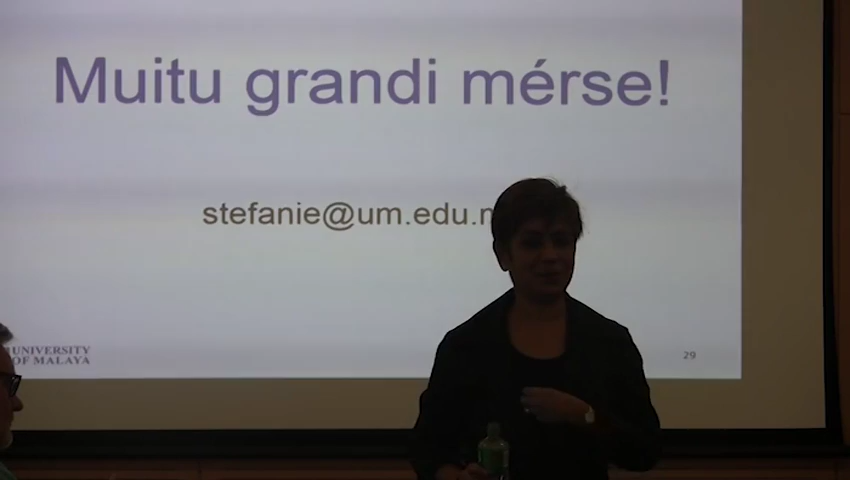 Muitu grandi mérse!
stefanie@um.edu.
UNIVERSITY
OF MALAYA
29